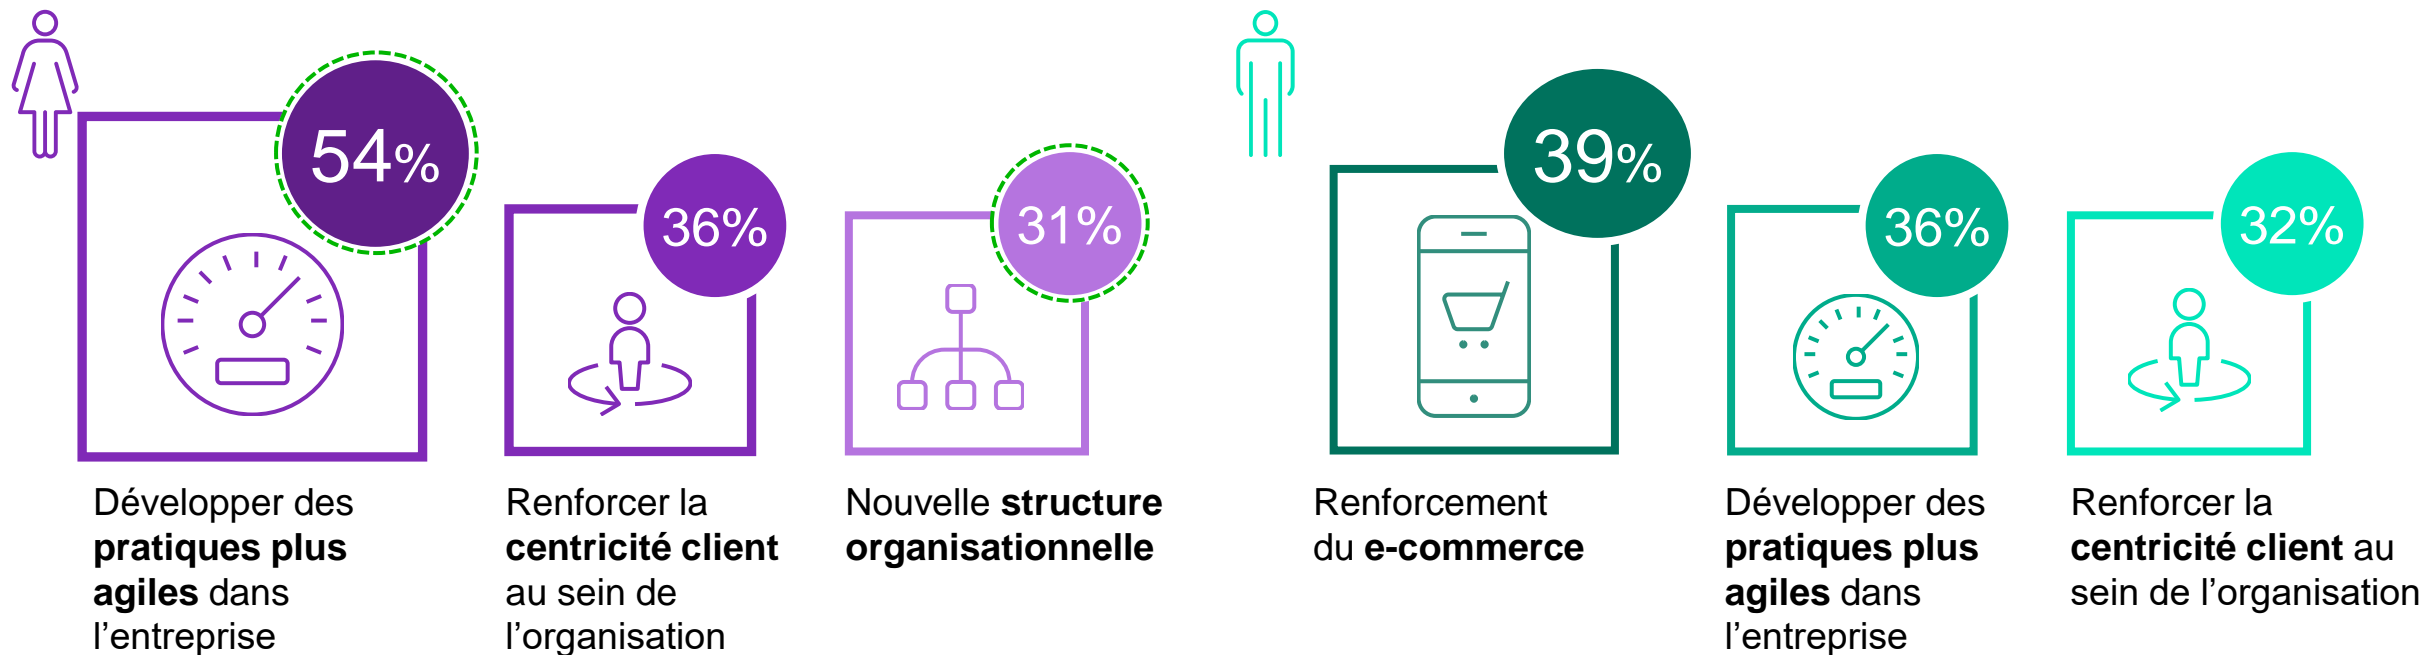 54%
36%
31%
Développer des
pratiques plus
agiles dans
l’entreprise
Renforcer la
centricité client
au sein de
l’organisation
Nouvelle structure
organisationnelle
39%
36%
32%
Renforcement
du e-commerce
Développer des
pratiques plus
agiles dans
l’entreprise
Renforcer la
centricité client au
sein de l’organisation